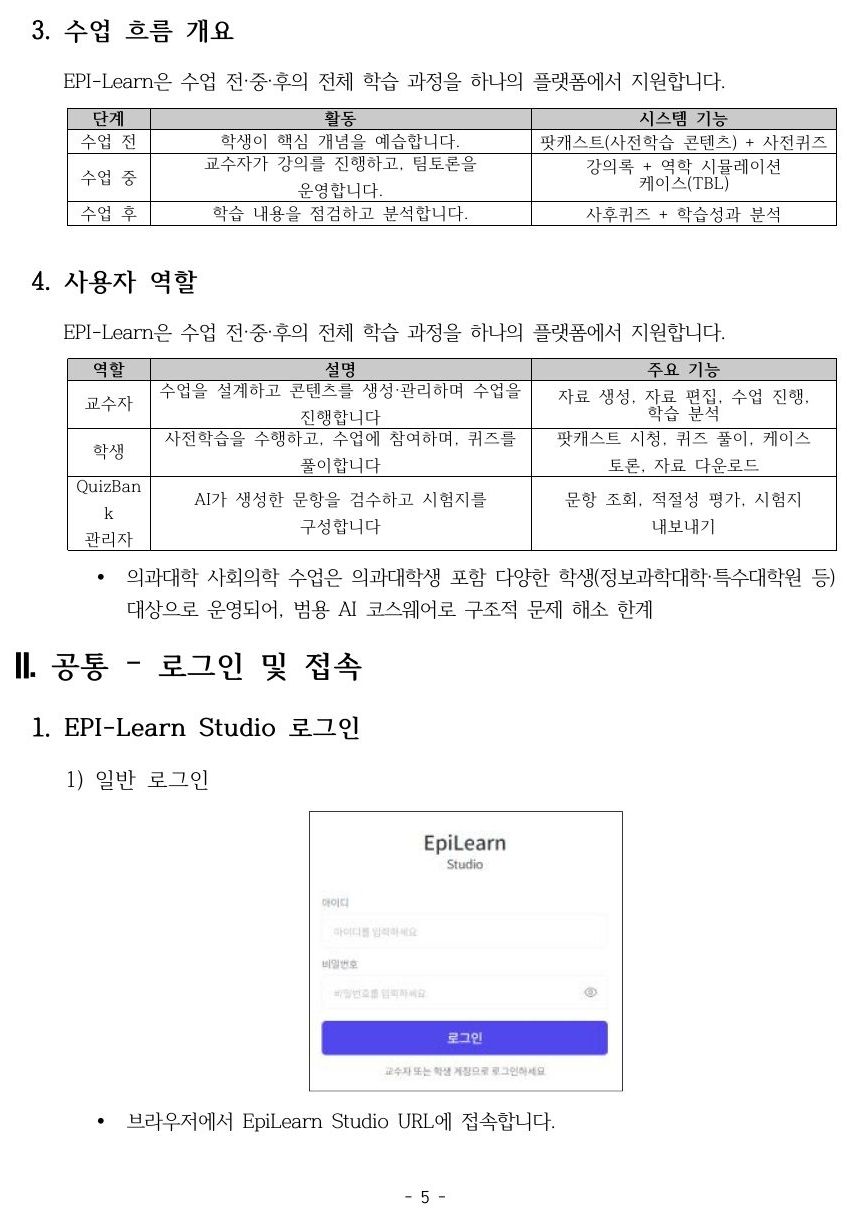 3. 수업 흐름 개요
EPI-Learn은 수업 전·중·후의 전체 학습 과정을 하나의 플랫폼에서 지원합니다.
단계 활동 시스템 기능
수업 전 학생이 핵심 개념을 예습합니다. 팟캐스트(사전학습 콘텐츠) + 사전퀴즈
수업 중 교수자가 강의를 진행하고, 팀토론을
운영합니다.
강의록 + 역학 시뮬레이션
케이스(TBL)
수업 후 학습 내용을 점검하고 분석합니다. 사후퀴즈 + 학습성과 분석
4. 사용자 역할
EPI-Learn은 수업 전·중·후의 전체 학습 과정을 하나의 플랫폼에서 지원합니다.
역할 설명 주요 기능
교수자 수업을 설계하고 콘텐츠를 생성·관리하며 수업을
진행합니다
자료 생성, 자료 편집, 수업 진행,
학습 분석
학생 사전학습을 수행하고, 수업에 참여하며, 퀴즈를
풀이합니다
팟캐스트 시청, 퀴즈 풀이, 케이스
토론, 자료 다운로드
QuizBan
k
관리자
AI가 생성한 문항을 검수하고 시험지를
구성합니다
문항 조회, 적절성 평가, 시험지
내보내기
• 의과대학 사회의학 수업은 의과대학생 포함 다양한 학생(정보과학대학·특수대학원 등)
대상으로 운영되어, 범용 AI 코스웨어로 구조적 문제 해소 한계
Ⅱ. 공통 - 로그인 및 접속
1. EPI-Learn Studio 로그인
1) 일반 로그인
EpiLearn
Studio
아이디
아이디를 입력하세요
비밀번호
비밀번호를 입력하세요
로그인
교수자 또는 학생 계정으로 로그인하세요
• 브라우저에서 EpiLearn Studio URL에 접속합니다.
- 5 -